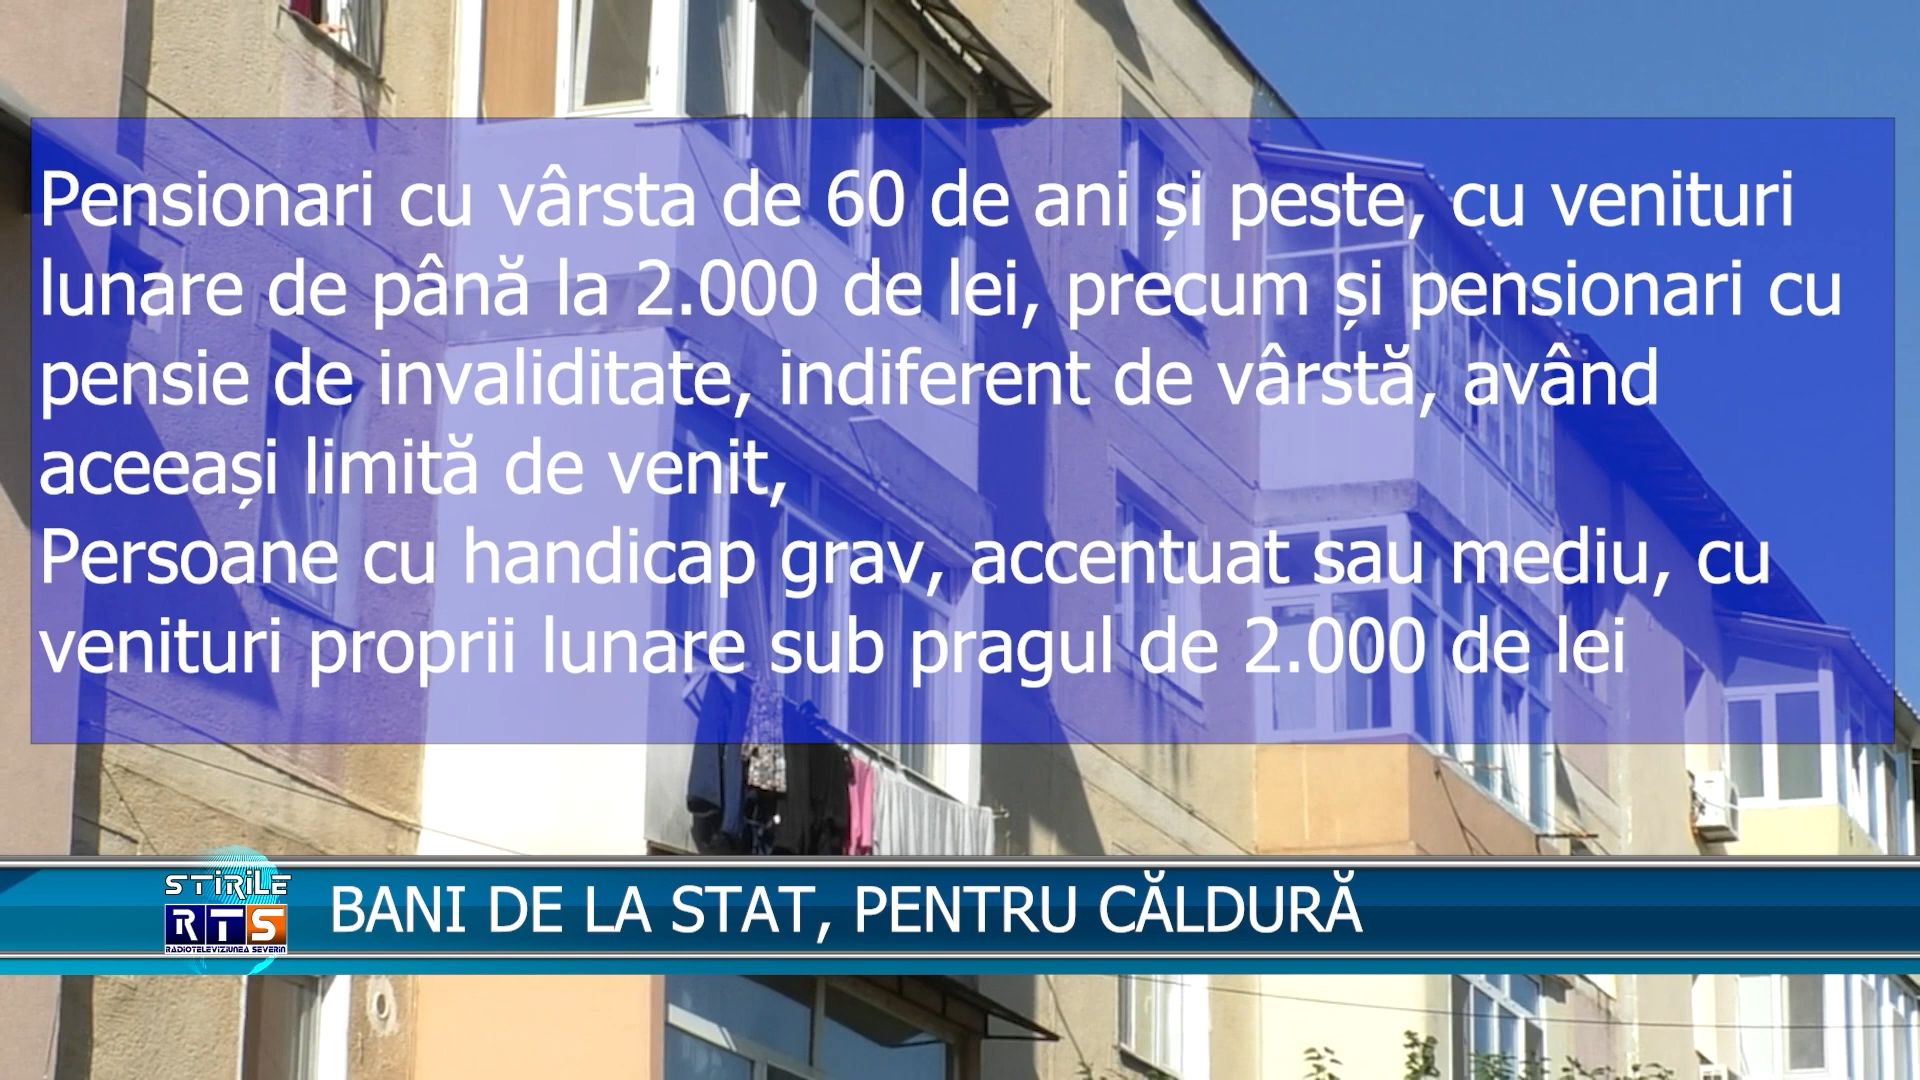 Pensionari cu vârsta de 60 de ani și peste, cu venituri
lunare de până la 2.000 de lei, precum și pensionari cu
pensie de invaliditate, indiferent de vârstă, având
aceeași limită de venit,
Persoane cu handicap grav, accentuat sau mediu, cu
venituri proprii lunare sub pragul de 2.000 de lei
STIRILE
RTS
RADIOTELEVIZIUNEA SEVERIN
BANI DE LA STAT, PENTRU CĂLDURĂ